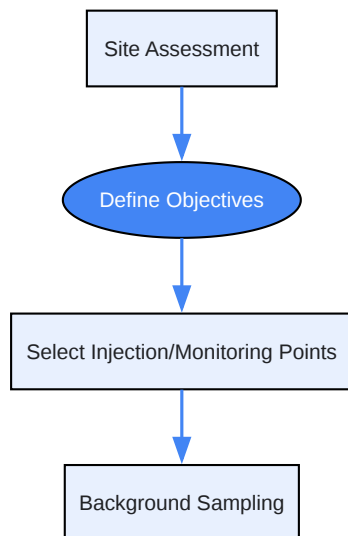 Site Assessment
Define Objectives
Select Injection/Monitoring Points
Background Sampling